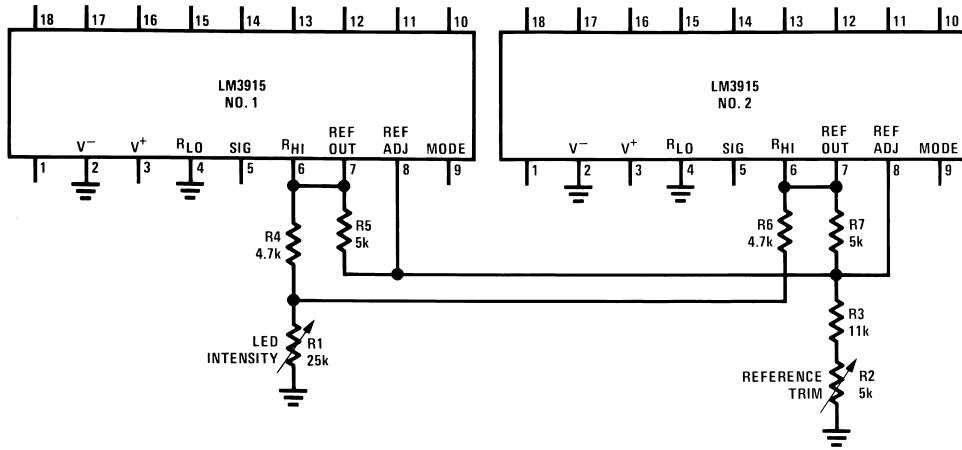 18 17 16 15 14 13 12 11 10
18 17 16 15 14 13 12 11 10
LM3915
NO. 1
LM3915
NO. 2
V⁻ V⁺ RLO SIG RHI REF OUT REF ADJ MODE
V⁻ V⁺ RLO SIG RHI REF OUT REF ADJ MODE
1 2 3 4 5 6 7 8 9
1 2 3 4 5 6 7 8 9
R4
4.7k
R5
5k
R6
4.7k
R7
5k
LED
INTENSITY
R1
25k
R3
11k
REFERENCE
TRIM
R2
5k